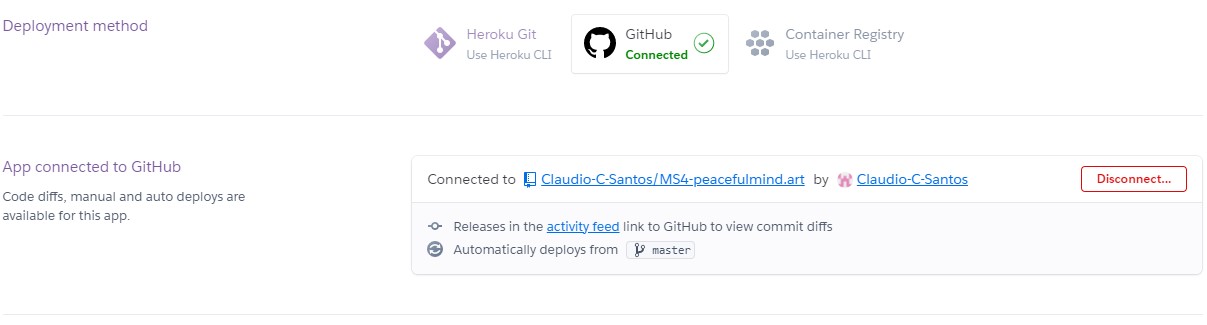 Deployment method
Heroku Git
Use Heroku CLI
GitHub
Connected
Container Registry
Use Heroku CLI
App connected to GitHub
Code diffs, manual and auto deploys are
available for this app.
Connected to Claudio-C-Santos/MS4-peacefulmind.art by Claudio-C-Santos
Disconnect...
Releases in the activity feed link to GitHub to view commit diffs
Automatically deploys from master